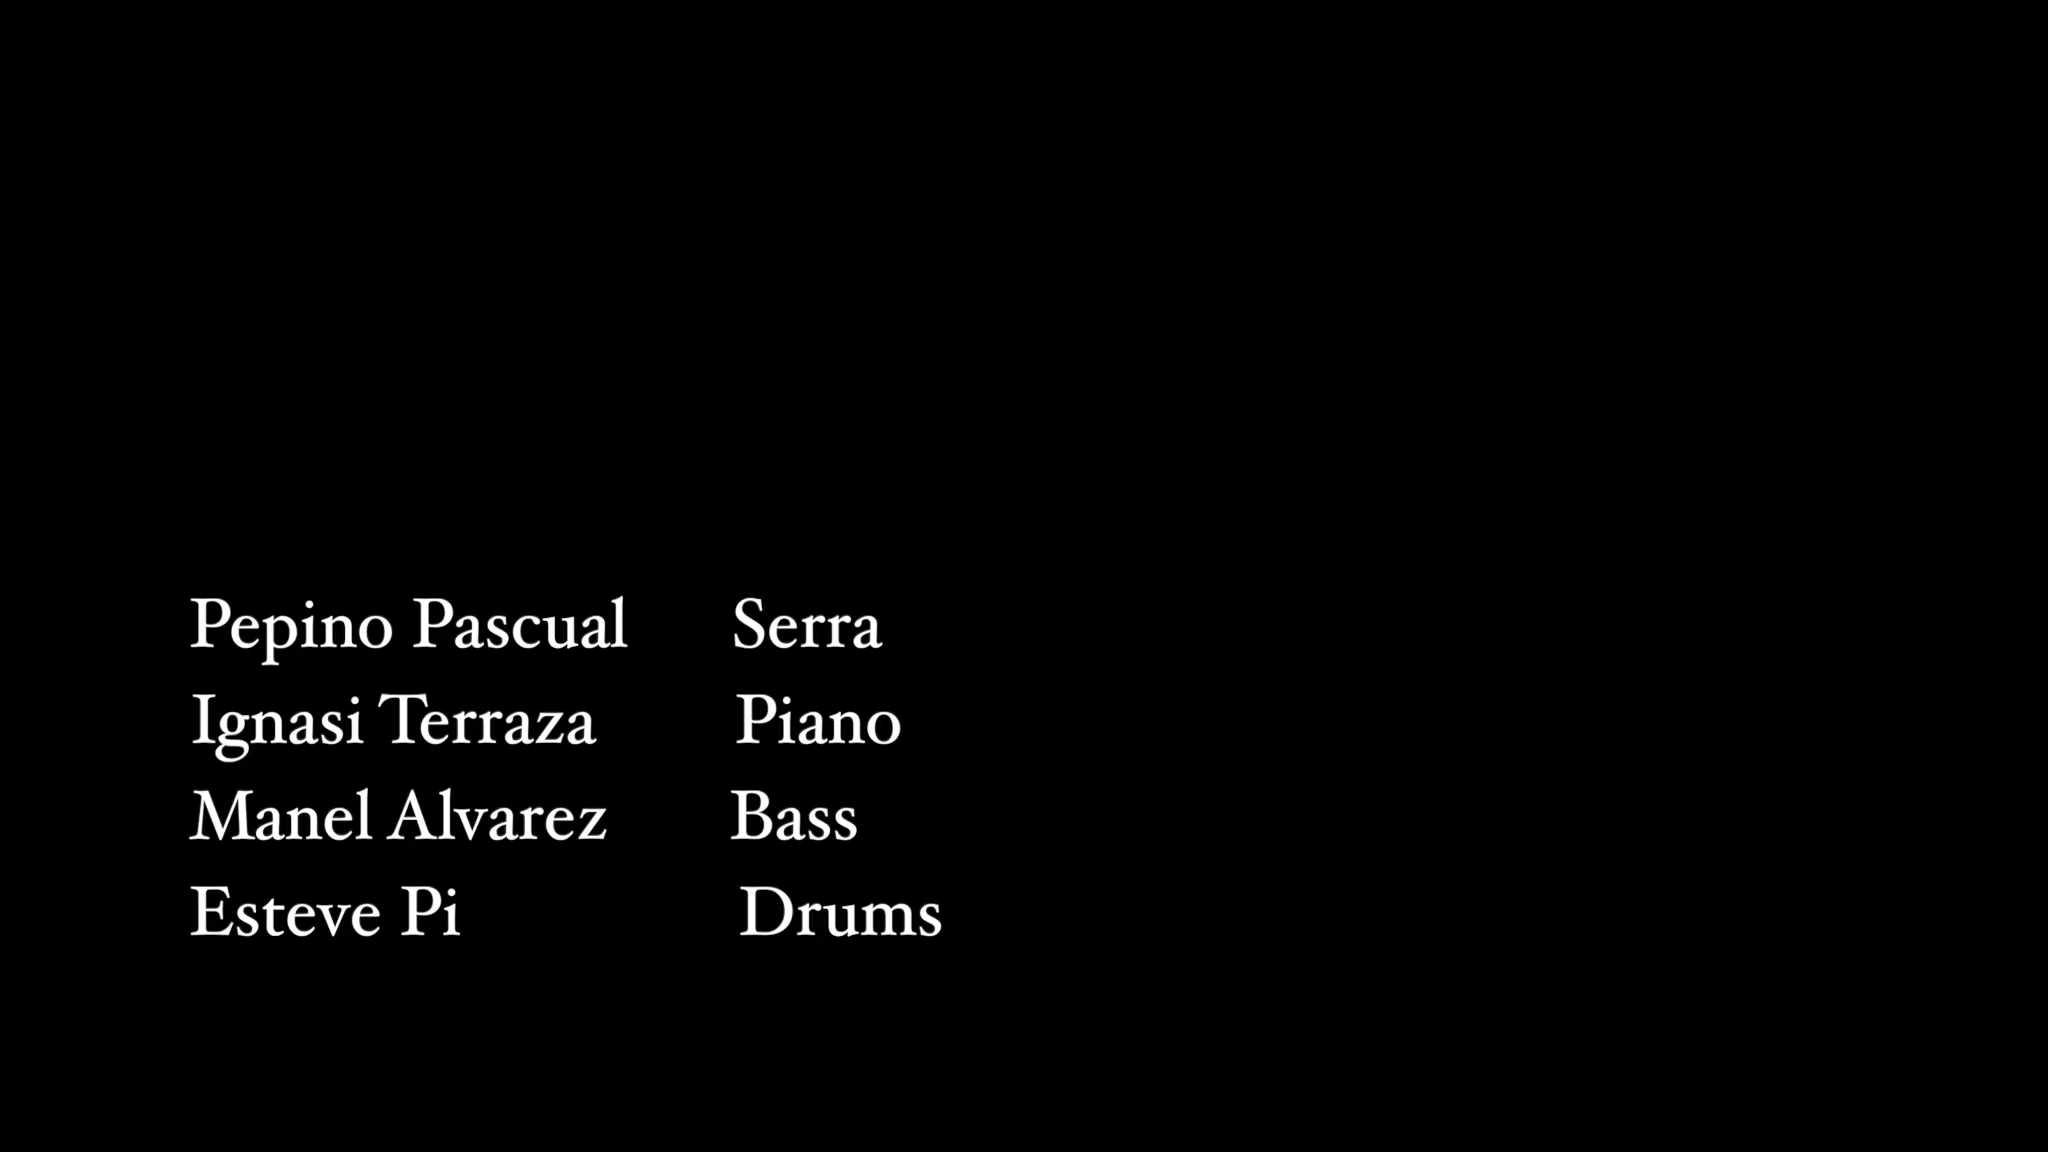 Pepino Pascual Serra
Ignasi Terraza Piano
Manel Alvarez Bass
Esteve Pi Drums